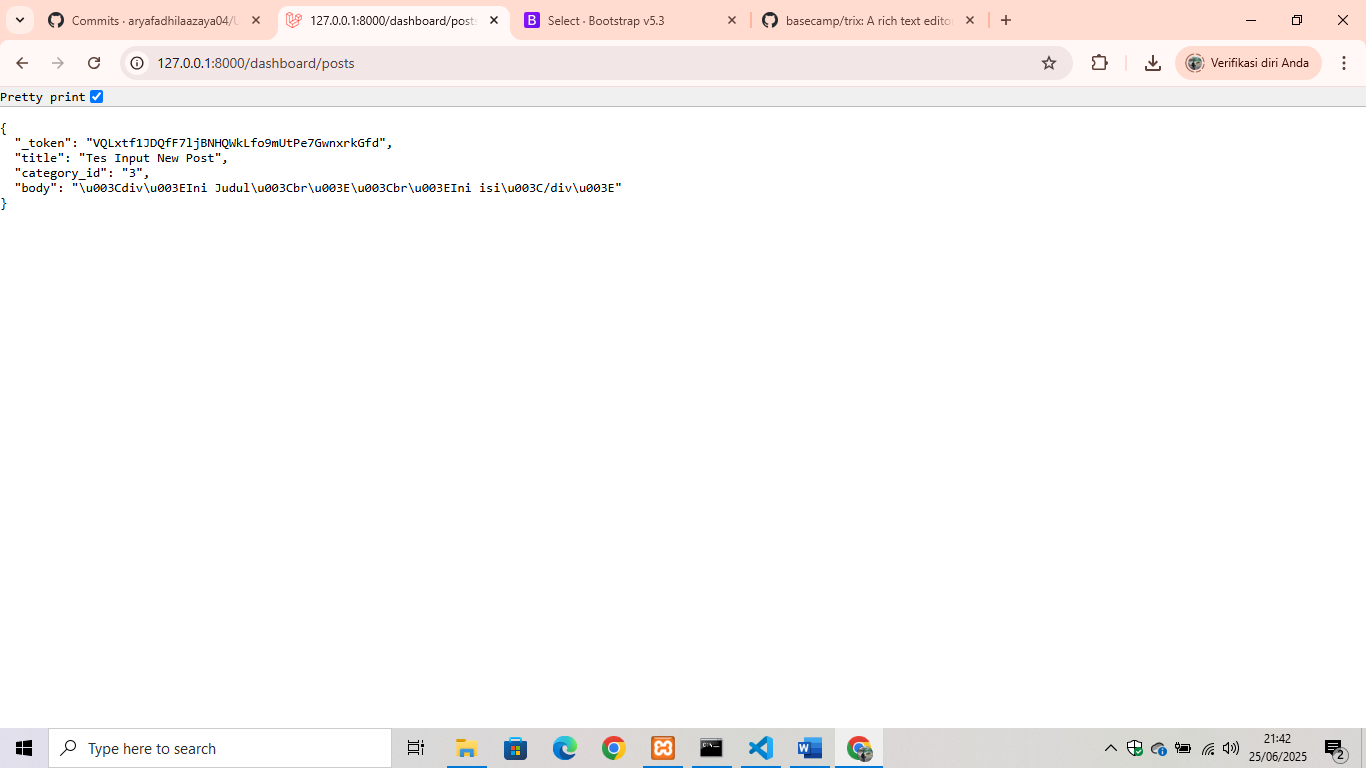 Commits · aryafadhilaazaya04/U
127.0.0.1:8000/dashboard/posts
Select · Bootstrap v5.3
basecamp/trix: A rich text edito
127.0.0.1:8000/dashboard/posts
Verifikasi diri Anda
Pretty print
{
"_token": "VQLxtf1JDQfF7ljBNHQWkLfo9mUtPe7GwnxrkGfd",
"title": "Tes Input New Post",
"category_id": "3",
"body": "\u003Cdiv\u003EIni Judul\u003Cbr\u003E\u003Cbr\u003EIni isi\u003C/div\u003E"
}
Type here to search
21:42
25/06/2025
2